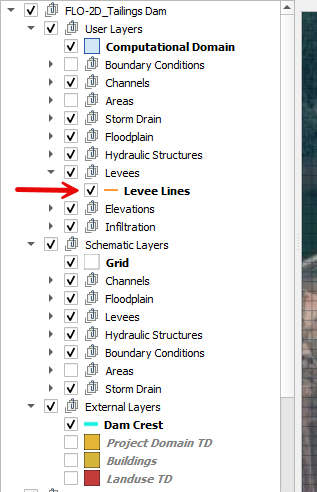 FLO-2D_Tailings Dam
User Layers
Computational Domain
Boundary Conditions
Channels
Areas
Storm Drain
Floodplain
Hydraulic Structures
Levees
Levee Lines
Elevations
Infiltration
Schematic Layers
Grid
Channels
Floodplain
Levees
Hydraulic Structures
Boundary Conditions
Areas
Storm Drain
External Layers
Dam Crest
Project Domain TD
Buildings
Landuse TD